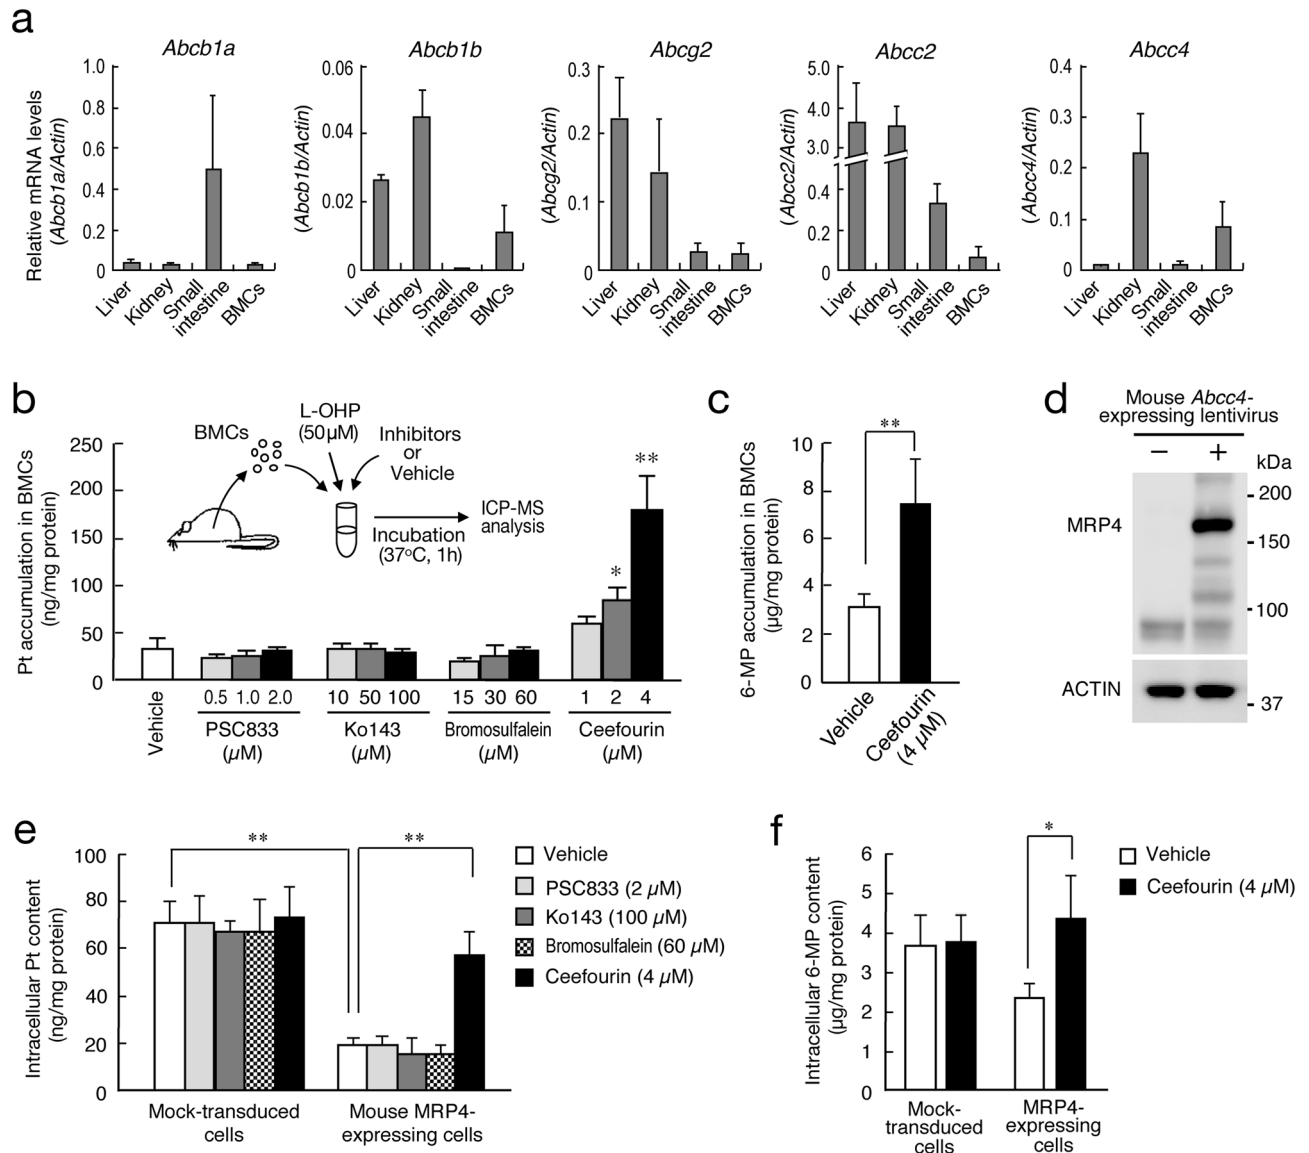 a
Abcb1a
Abcb1b
Abcg2
Abcc2
Abcc4
Relative mRNA levels
(Abcb1a/Actin)
1.0
0.8
0.6
0.4
0.2
0
Liver
Kidney
Small
intestine
BMCs
(Abcb1b/Actin)
0.06
0.04
0.02
0
Liver
Kidney
Small
intestine
BMCs
(Abcg2/Actin)
0.3
0.2
0.1
0
Liver
Kidney
Small
intestine
BMCs
(Abcc2/Actin)
5.0
4.0
3.0
0.4
0.2
0
Liver
Kidney
Small
intestine
BMCs
(Abcc4/Actin)
0.4
0.3
0.2
0.1
0
Liver
Kidney
Small
intestine
BMCs
b
Pt accumulation in BMCs
(ng/mg protein)
250
200
150
100
50
0
BMCs
L-OHP
(50μM)
Inhibitors
or
Vehicle
Incubation
(37°C, 1h)
ICP-MS
analysis
*
**
Vehicle
0.5 1.0 2.0
PSC833
(μM)
10 50 100
Ko143
(μM)
15 30 60
Bromosulfalein
(μM)
1 2 4
Ceefourin
(μM)
c
6-MP accumulation in BMCs
(μg/mg protein)
10
8
6
4
2
0
**
Vehicle
Ceefourin
(4 μM)
d
Mouse Abcc4-
expressing lentivirus
− +
kDa
200
MRP4
150
100
ACTIN
37
e
Intracellular Pt content
(ng/mg protein)
100
80
60
40
20
0
**
**
Vehicle
PSC833 (2 μM)
Ko143 (100 μM)
Bromosulfalein (60 μM)
Ceefourin (4 μM)
Mock-transduced
cells
Mouse MRP4-
expressing cells
f
Intracellular 6-MP content
(μg/mg protein)
6
5
4
3
2
1
0
*
Vehicle
Ceefourin (4 μM)
Mock-
transduced
cells
MRP4-
expressing
cells